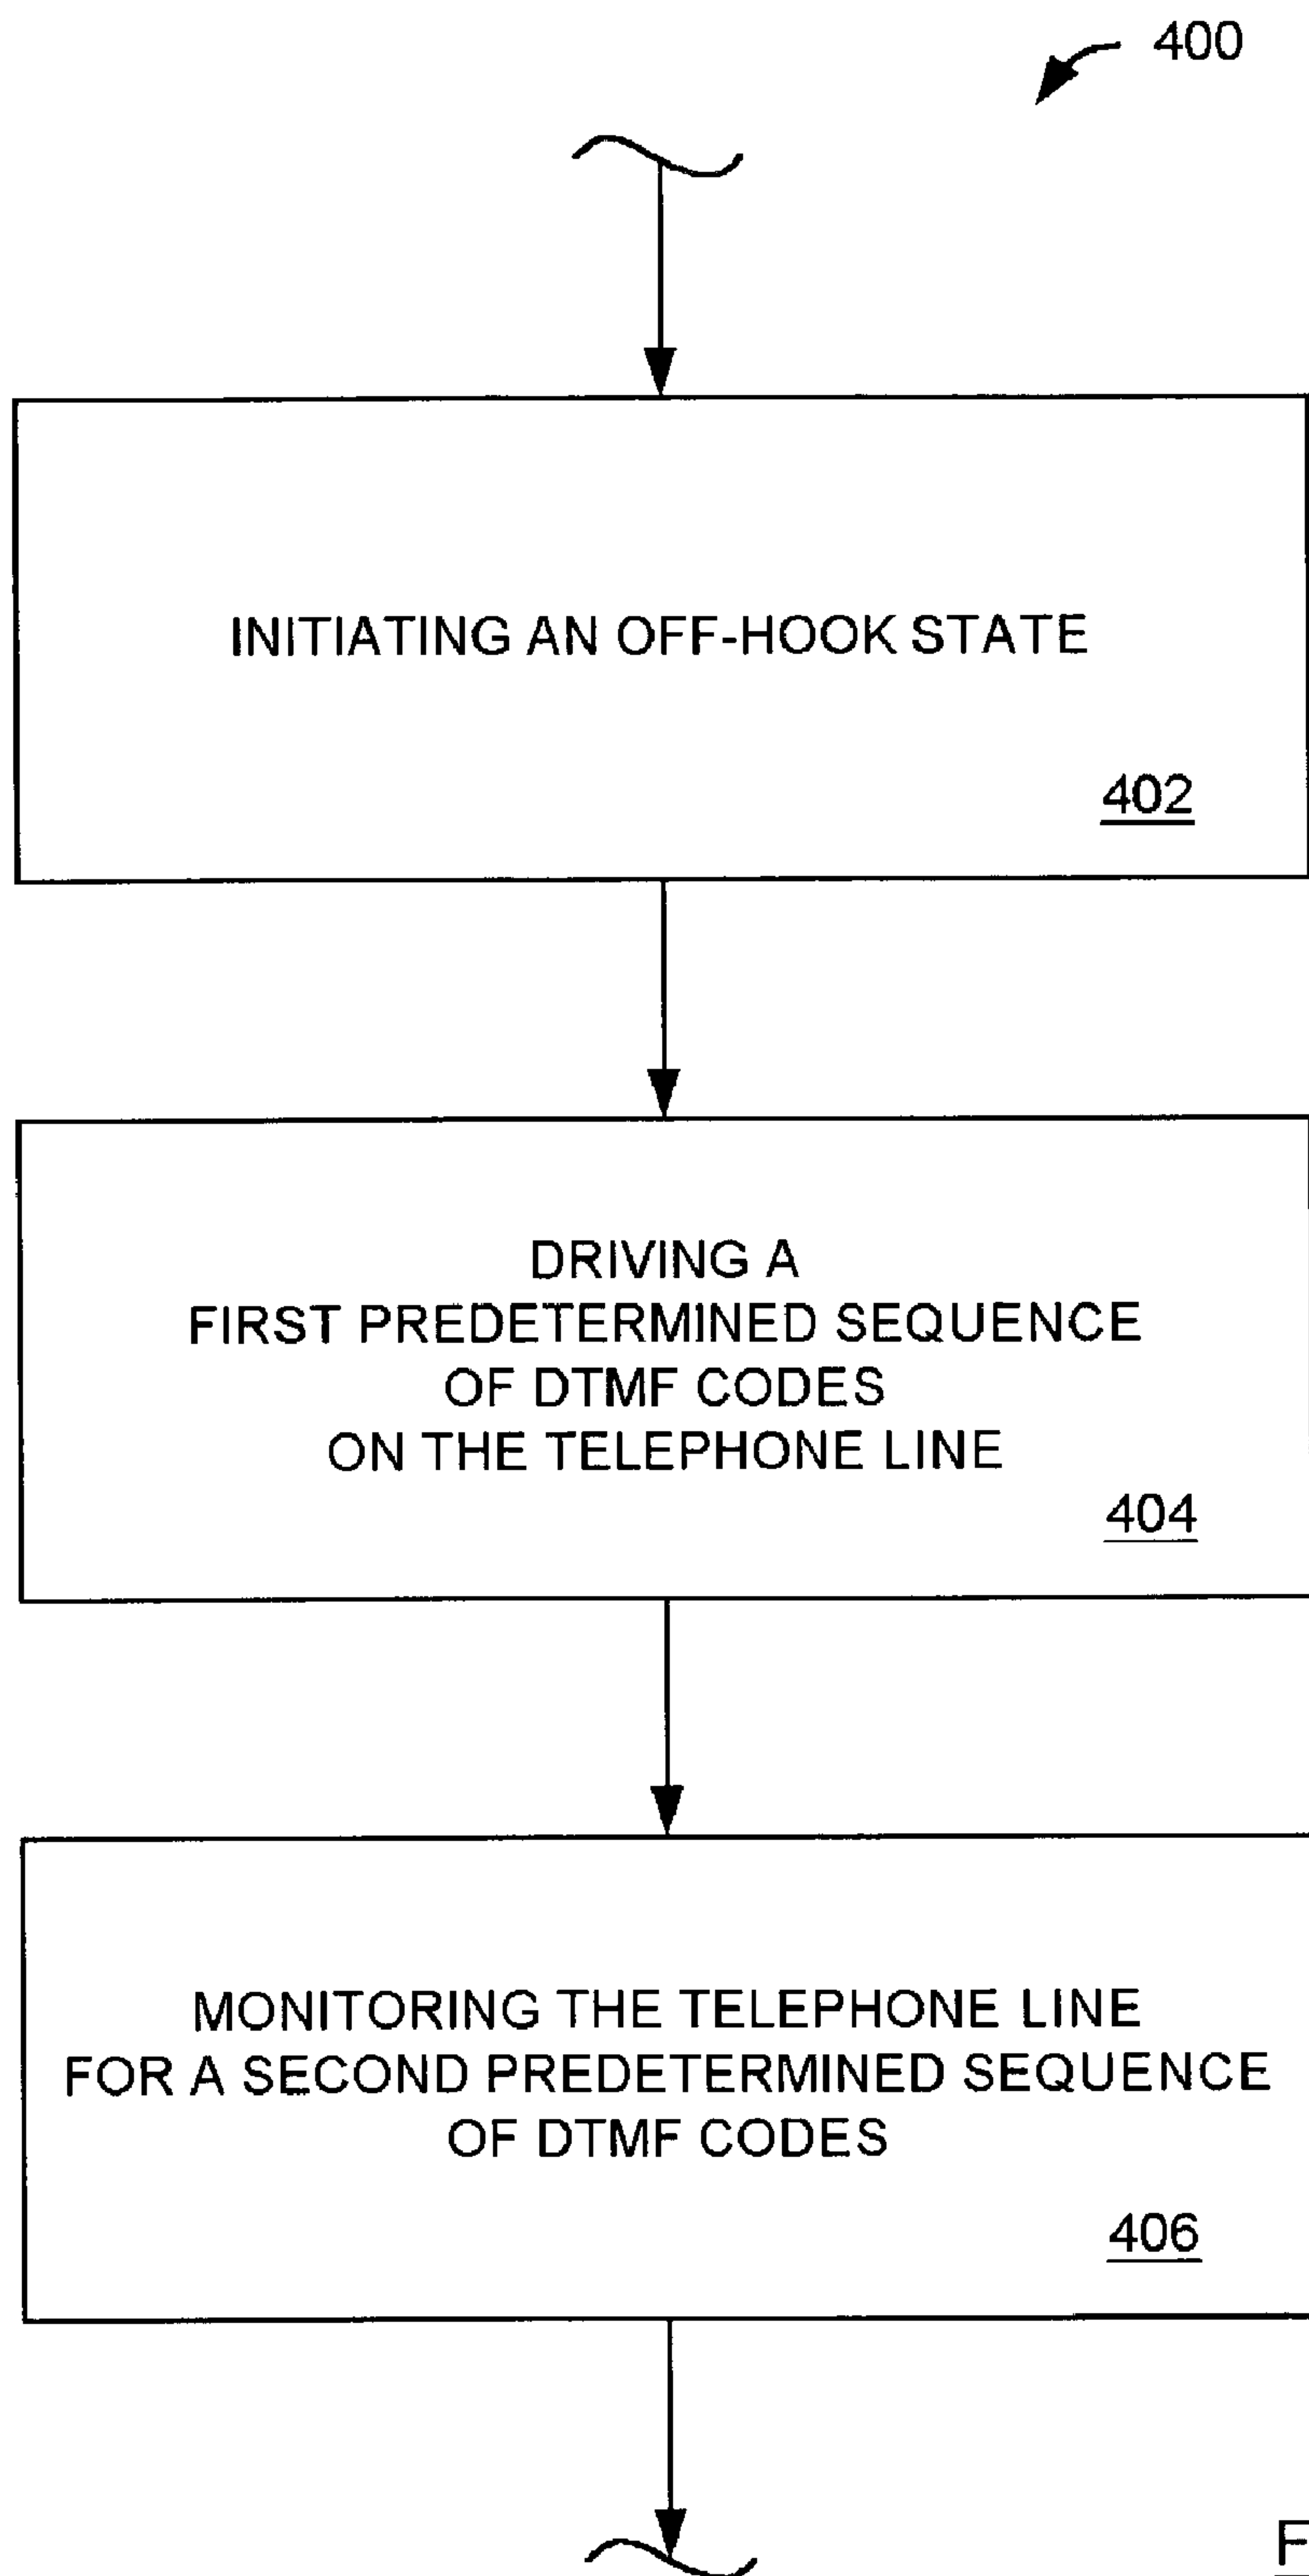 400
INITIATING AN OFF-HOOK STATE
402
DRIVING A
FIRST PREDETERMINED SEQUENCE
OF DTMF CODES
ON THE TELEPHONE LINE
404
MONITORING THE TELEPHONE LINE
FOR A SECOND PREDETERMINED SEQUENCE
OF DTMF CODES
406